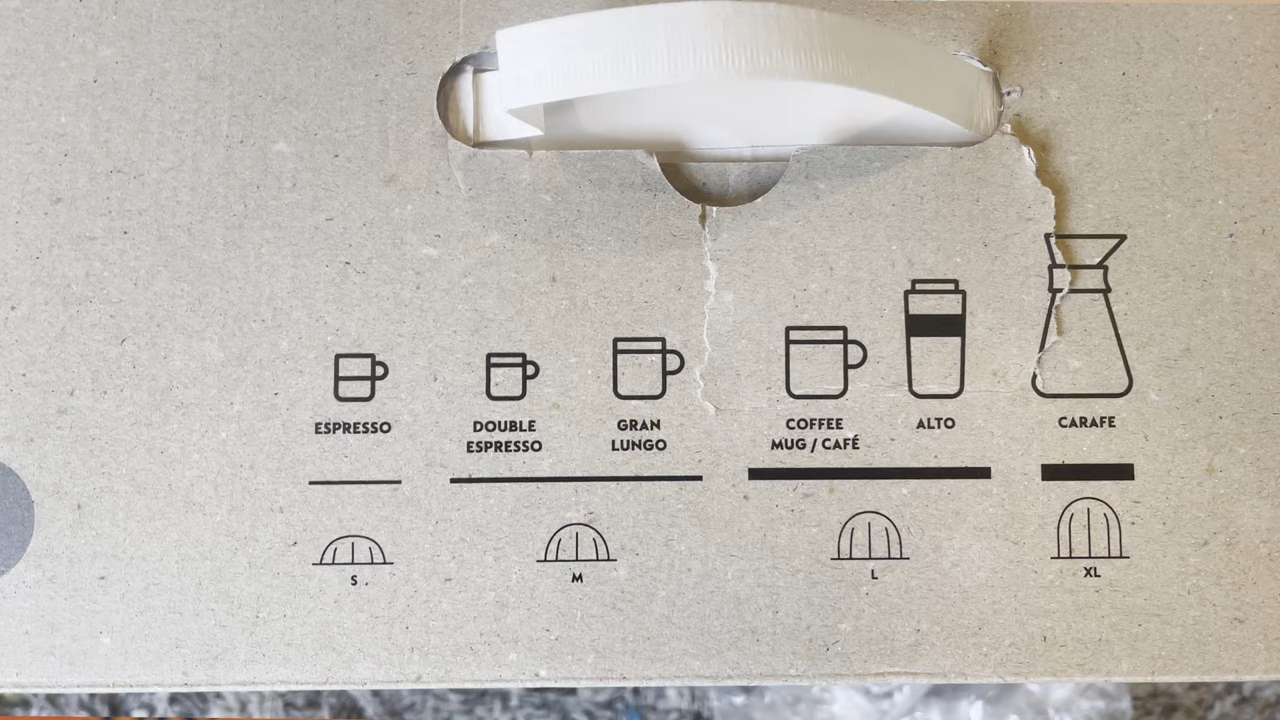 ESPRESSO
DOUBLE
ESPRESSO
GRAN
LUNGO
COFFEE
MUG / CAFÉ
ALTO
CARAFE
S
M
L
XL